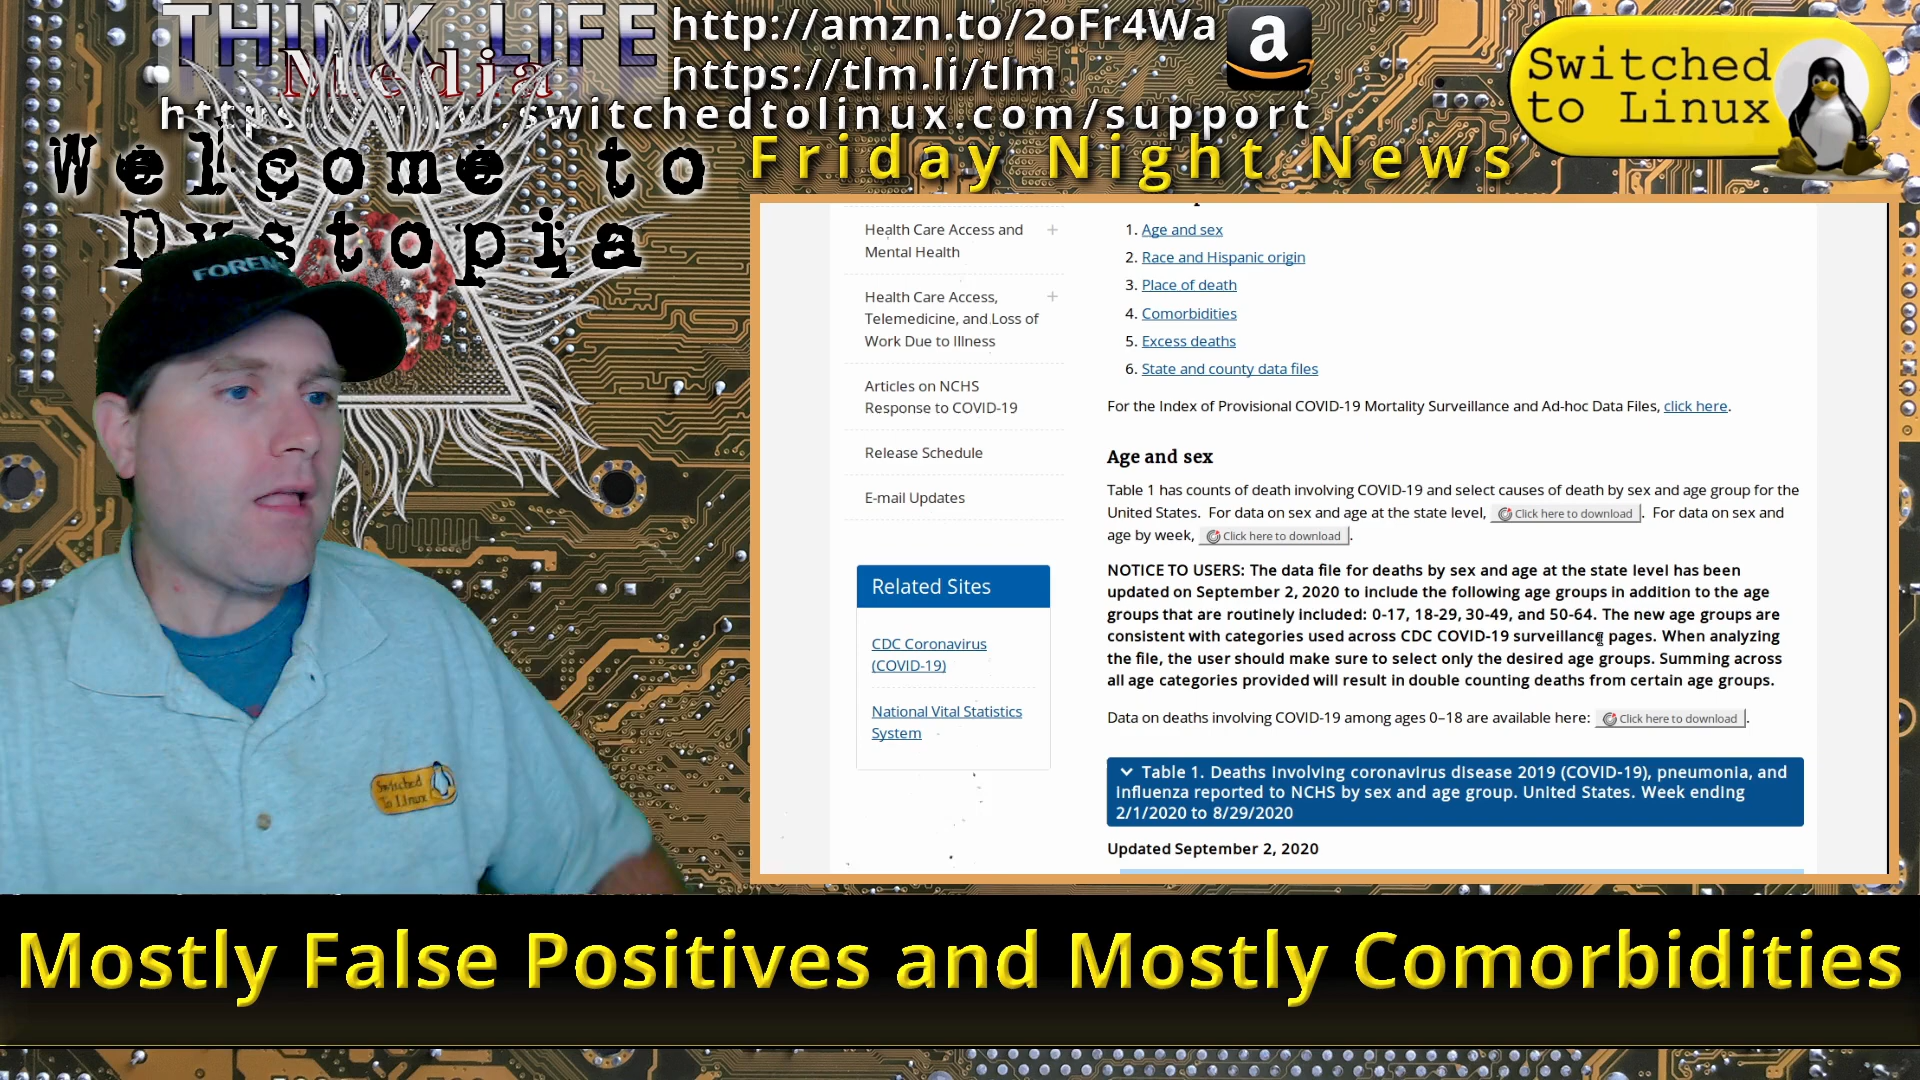 THINK LIFE
Media
http://amzn.to/2oFr4Wa
a
https://tlm.li/tlm
https://www.switchedtolinux.com/support
Switched
to Linux
Welcome to
Dystopia
Friday Night News
FOREN
Switched
To Linux
Health Care Access and
Mental Health
Health Care Access,
Telemedicine, and Loss of
Work Due to Illness
Articles on NCHS
Response to COVID-19
Release Schedule
E-mail Updates
Related Sites
CDC Coronavirus
(COVID-19)
National Vital Statistics
System
1. Age and sex
2. Race and Hispanic origin
3. Place of death
4. Comorbidities
5. Excess deaths
6. State and county data files
For the Index of Provisional COVID-19 Mortality Surveillance and Ad-hoc Data Files, click here.
Age and sex
Table 1 has counts of death involving COVID-19 and select causes of death by sex and age group for the
United States. For data on sex and age at the state level, Click here to download. For data on sex and
age by week, Click here to download.
NOTICE TO USERS: The data file for deaths by sex and age at the state level has been
updated on September 2, 2020 to include the following age groups in addition to the age
groups that are routinely included: 0-17, 18-29, 30-49, and 50-64. The new age groups are
consistent with categories used across CDC COVID-19 surveillance pages. When analyzing
the file, the user should make sure to select only the desired age groups. Summing across
all age categories provided will result in double counting deaths from certain age groups.
Data on deaths involving COVID-19 among ages 0–18 are available here: Click here to download.
Table 1. Deaths involving coronavirus disease 2019 (COVID-19), pneumonia, and
influenza reported to NCHS by sex and age group. United States. Week ending
2/1/2020 to 8/29/2020
Updated September 2, 2020
Mostly False Positives and Mostly Comorbidities